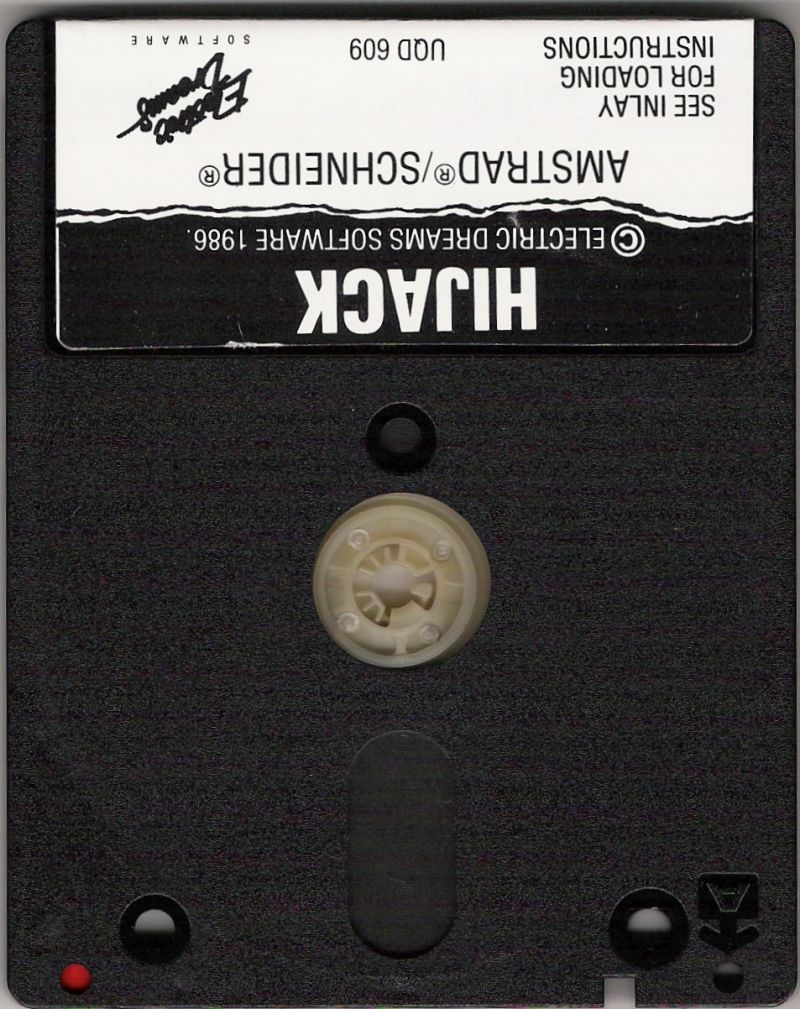 HIJACK
© ELECTRIC DREAMS SOFTWARE 1986.
AMSTRAD®/SCHNEIDER®
SEE INLAY
FOR LOADING
INSTRUCTIONS
UQD 609
Electric
Dreams
SOFTWARE
A